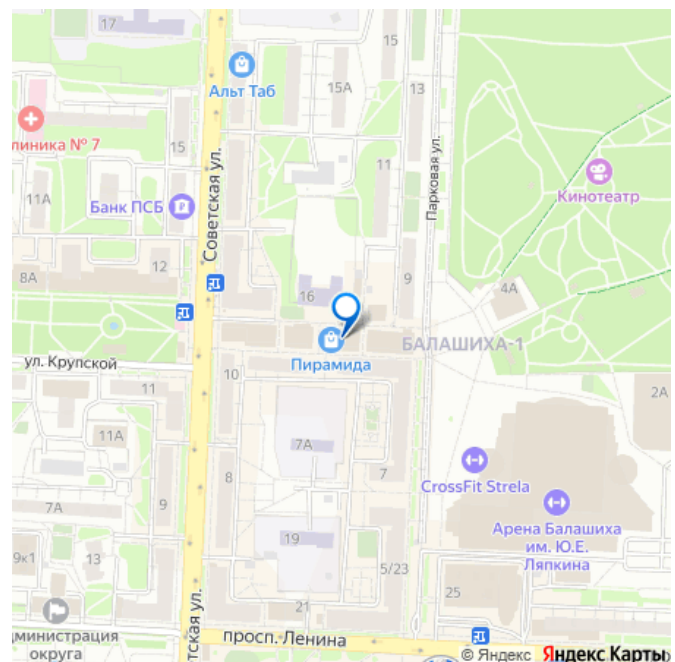 17
15
Альт Таб
15А
13
линика № 7
15
11
Парковая ул.
Кинотеатр
11А
Банк ПСБ
Советская ул.
8А
12
16
9
4А
БАЛАШИХА-1
Пирамида
ул. Крупской
10
11
2А
11А
7А
8
7
CrossFit Strela
7А
9
Арена Балашиха
им. Ю.Е.
Ляпкина
19
9к1
13
5/23
25
21
дминистрация
округа
тская ул.
просп. Ленина
© Яндекс Яндекс Карты